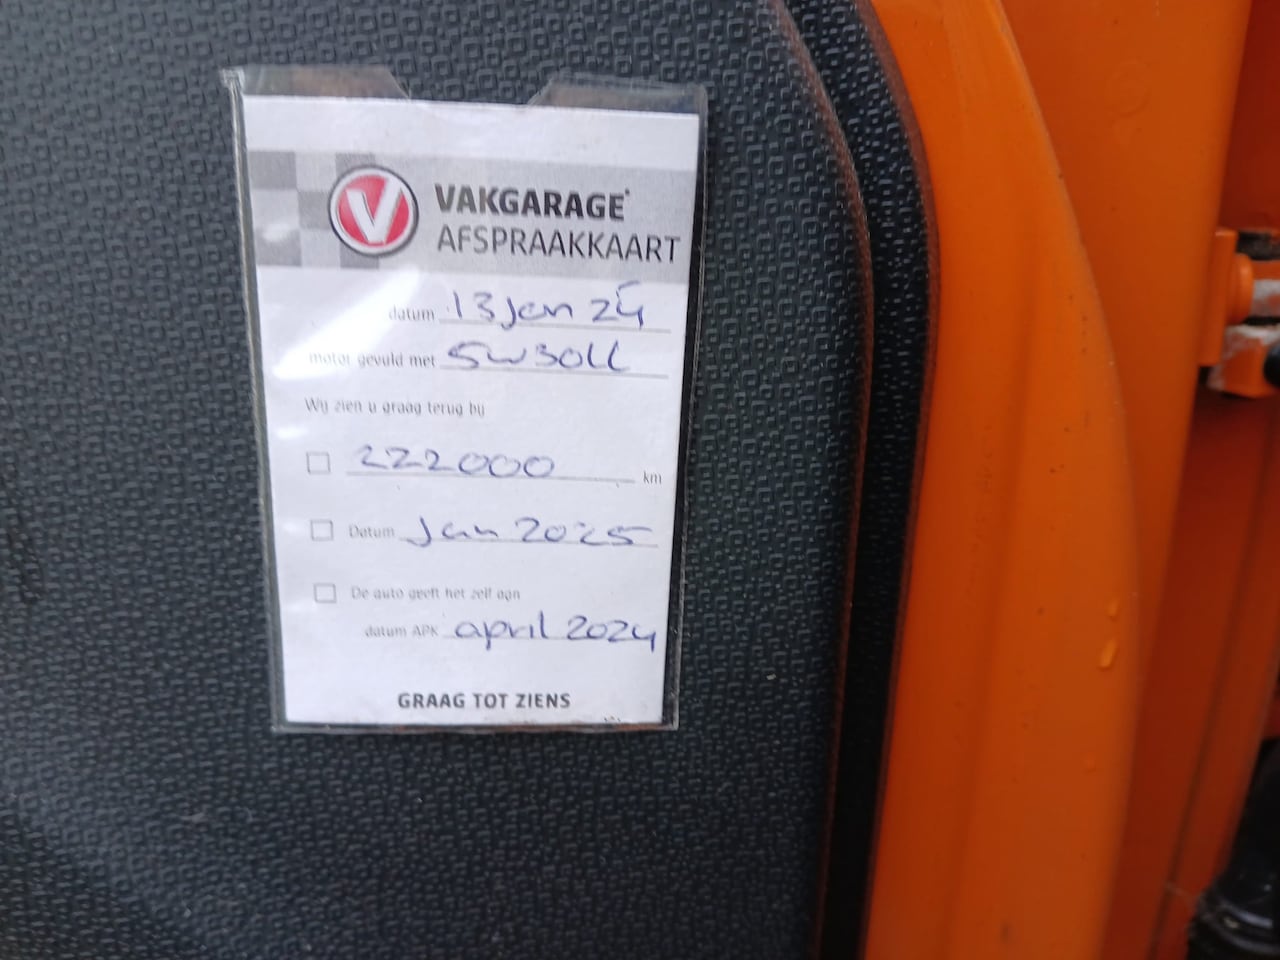 V
VAKGARAGE
AFSPRAAKKAART
datum 13 jan 24
motor gevuld met 5W30LL
Wij zien u graag terug bij
222000 km
Datum Jan 2025
De auto geeft het zelf aan
datum APK april 2024
GRAAG TOT ZIENS